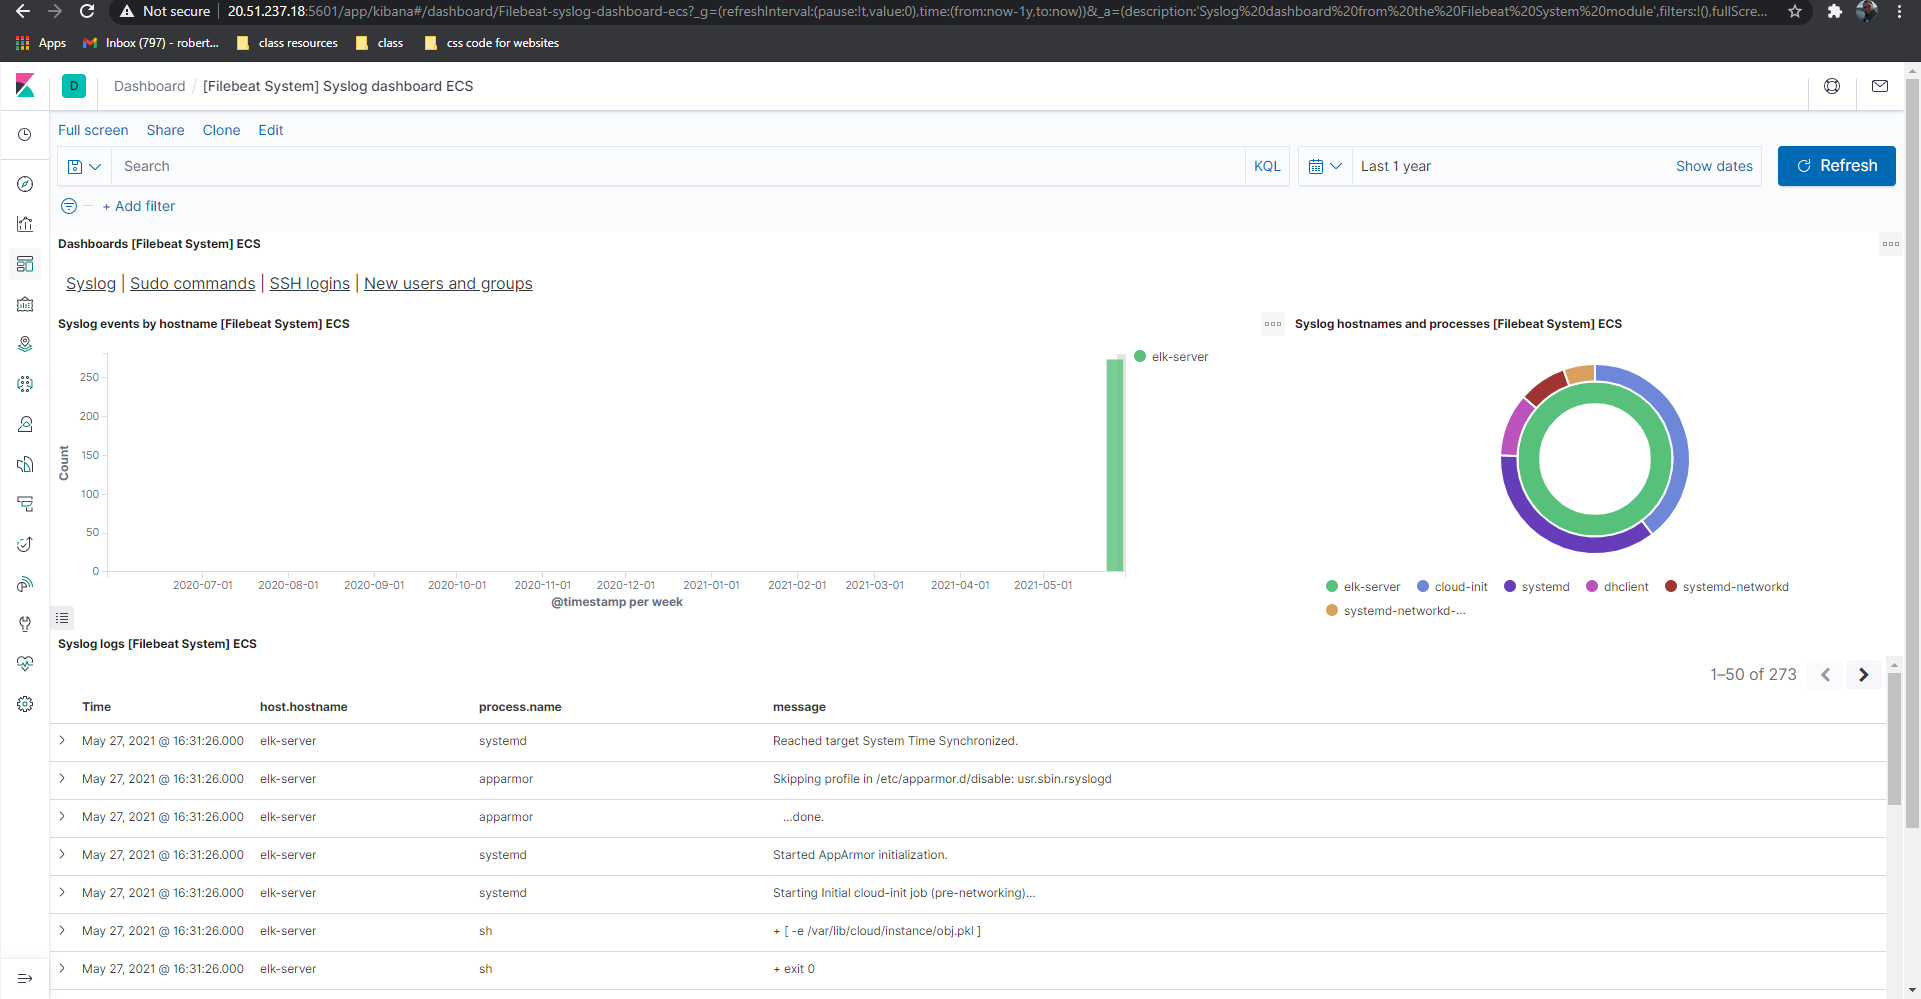 Not secure | 20.51.237.18:5601/app/kibana#/dashboard/Filebeat-syslog-dashboard-ecs?_g=(refreshInterval:(pause:!t,value:0),time:(from:now-1y,to:now))&_a=(description:'Syslog%20dashboard%20from%20the%20Filebeat%20System%20module',filters:!(),fullScre...
Apps Inbox (797) - robert... class resources class css code for websites
D Dashboard / [Filebeat System] Syslog dashboard ECS
Full screen Share Clone Edit
Search KQL Last 1 year Show dates Refresh
+ Add filter
Dashboards [Filebeat System] ECS
Syslog | Sudo commands | SSH logins | New users and groups
Syslog events by hostname [Filebeat System] ECS
250
200
150
100
50
0
Count
2020-07-01 2020-08-01 2020-09-01 2020-10-01 2020-11-01 2020-12-01 2021-01-01 2021-02-01 2021-03-01 2021-04-01 2021-05-01
@timestamp per week
elk-server
Syslog hostnames and processes [Filebeat System] ECS
elk-server cloud-init systemd dhclient systemd-networkd
systemd-networkd-...
Syslog logs [Filebeat System] ECS
1–50 of 273
Time host.hostname process.name message
May 27, 2021 @ 16:31:26.000 elk-server systemd Reached target System Time Synchronized.
May 27, 2021 @ 16:31:26.000 elk-server apparmor Skipping profile in /etc/apparmor.d/disable: usr.sbin.rsyslogd
May 27, 2021 @ 16:31:26.000 elk-server apparmor ...done.
May 27, 2021 @ 16:31:26.000 elk-server systemd Started AppArmor initialization.
May 27, 2021 @ 16:31:26.000 elk-server systemd Starting Initial cloud-init job (pre-networking)...
May 27, 2021 @ 16:31:26.000 elk-server sh + [ -e /var/lib/cloud/instance/obj.pkl ]
May 27, 2021 @ 16:31:26.000 elk-server sh + exit 0